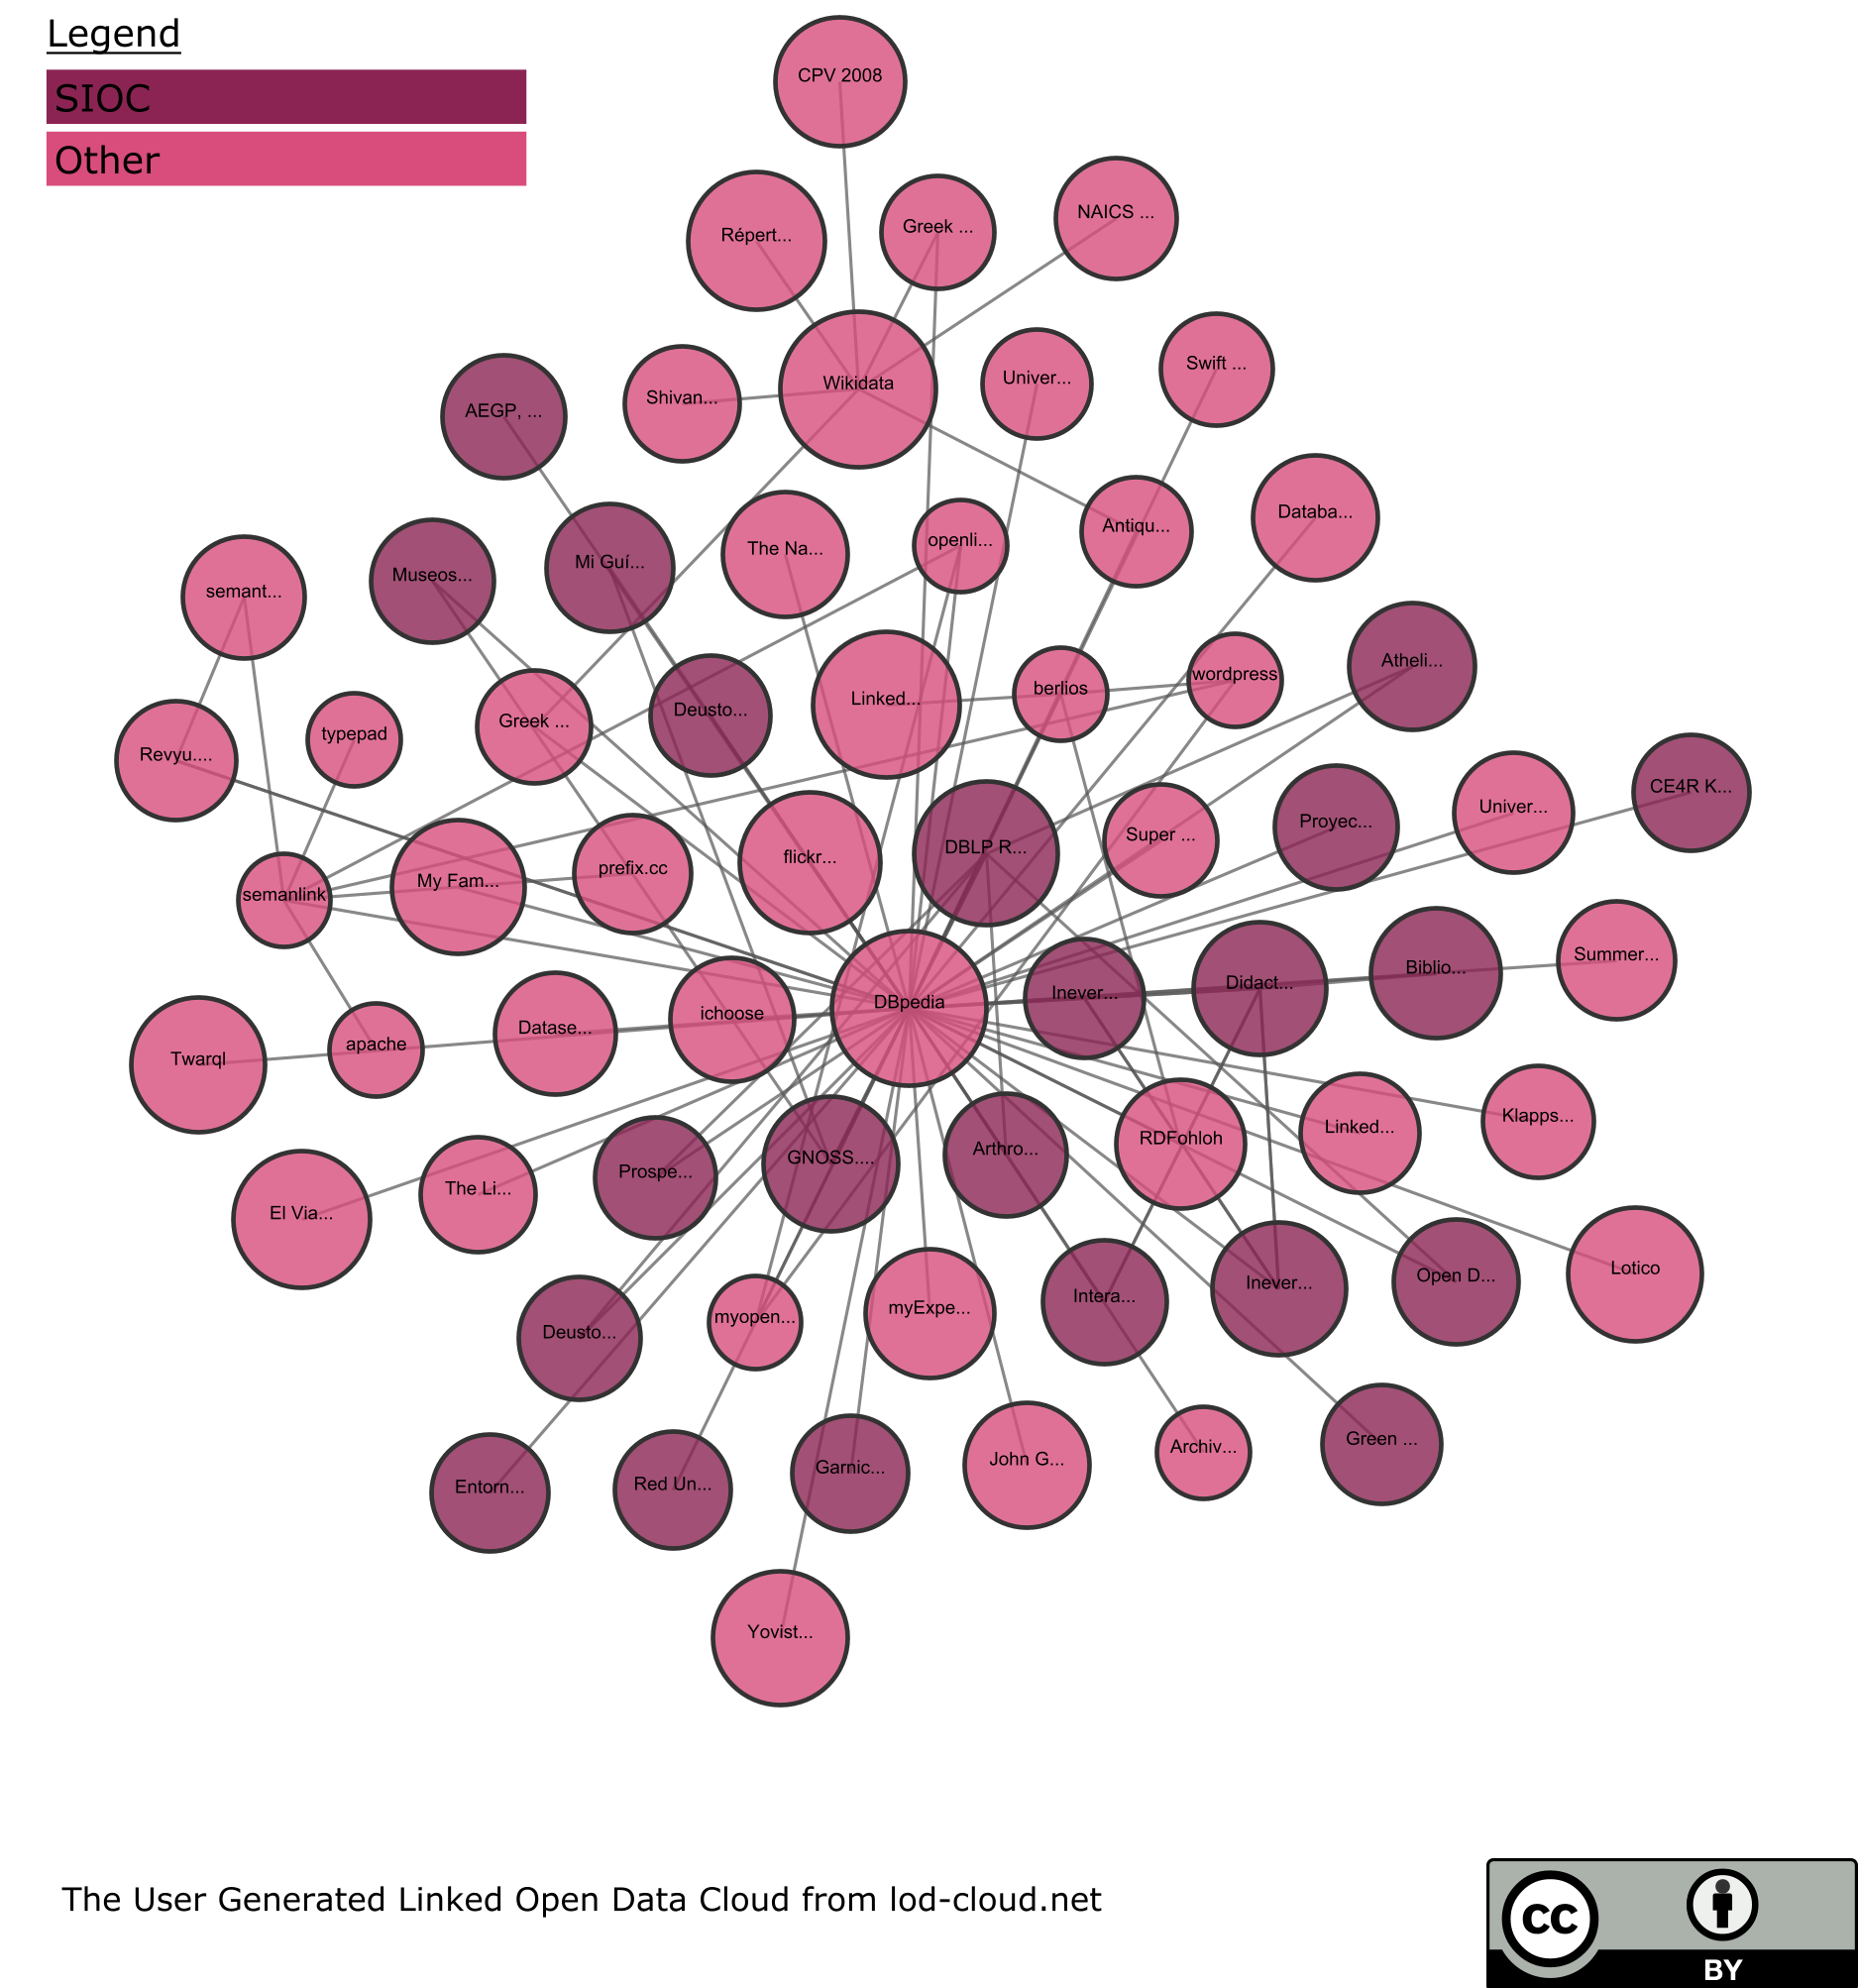 Legend
SIOC
Other
CPV 2008
Répert...
Greek ...
NAICS ...
Wikidata
Univer...
Swift ...
Shivan...
AEGP, ...
Databa...
Antiqu...
openli...
The Na...
Mi Guí...
Museos...
semant...
Atheli...
wordpress
berlios
Linked...
Deusto...
Greek ...
typepad
Revyu....
CE4R K...
Univer...
Proyec...
Super ...
DBLP R...
flickr...
prefix.cc
My Fam...
semanlink
Summer...
Biblio...
Didact...
Inever...
DBpedia
ichoose
Datase...
apache
Twarql
Klapps...
Linked...
RDFohloh
Arthro...
GNOSS....
Prospe...
The Li...
El Via...
Lotico
Open D...
Inever...
Intera...
myExpe...
myopen...
Deusto...
Green ...
Archiv...
John G...
Garnic...
Red Un...
Entorn...
Yovist...
The User Generated Linked Open Data Cloud from lod-cloud.net
cc
BY